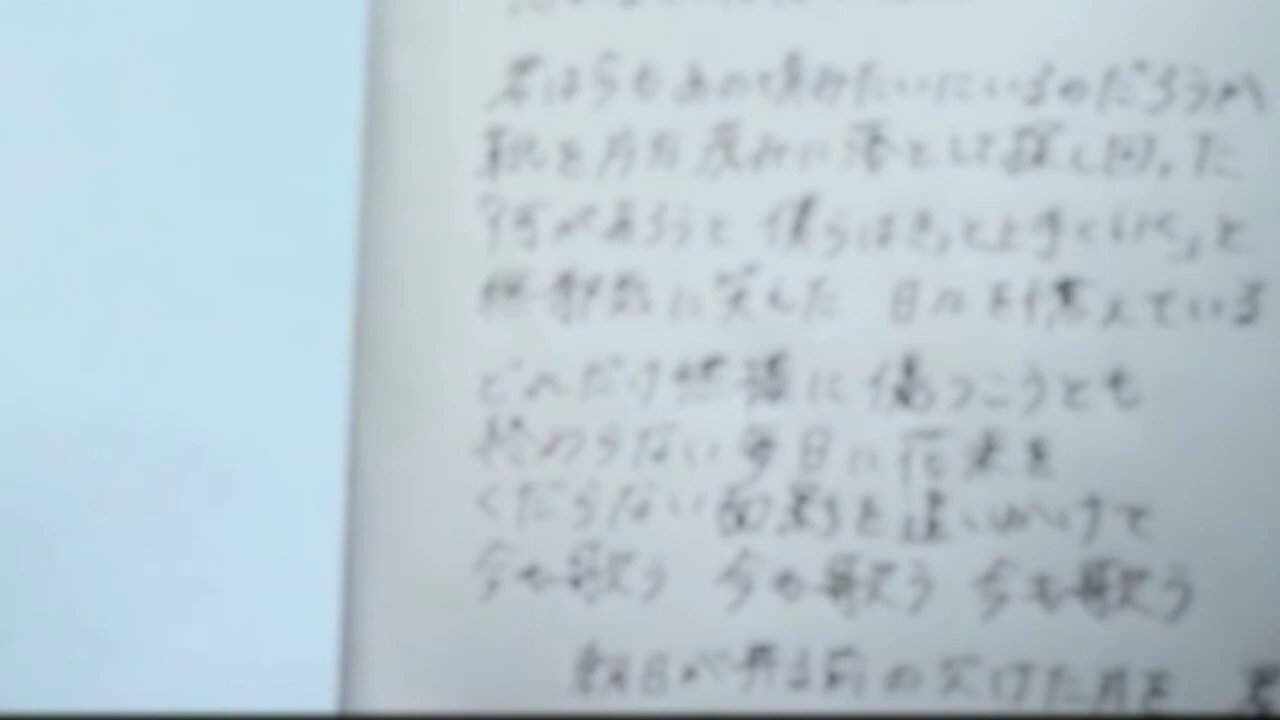 君は今もあの頃みたいにいるのだろうか
靴を片方 茂みに落として探し回った
何があろうと 僕らはきっと上手くいくと
無邪気に笑えた 日々を憶えている
どれだけ無様に傷つこうとも
終わらない毎日に花束を
くだらない面影を追いかけて
今も歌う 今も歌う 今も歌う
朝日が昇る前の欠けた月を